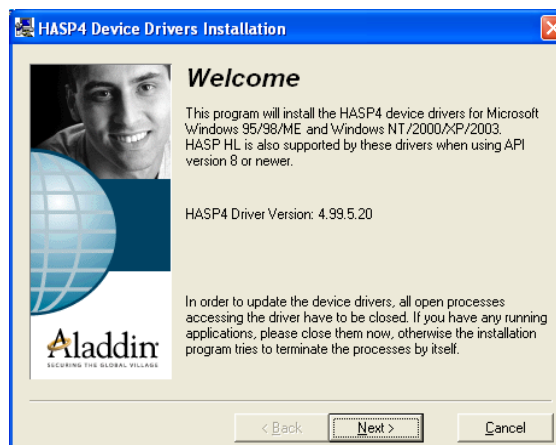 HASP4 Device Drivers Installation
Welcome
This program will install the HASP4 device drivers for Microsoft
Windows 95/98/ME and Windows NT/2000/XP/2003.
HASP HL is also supported by these drivers when using API
version 8 or newer.
HASP4 Driver Version: 4.99.5.20
In order to update the device drivers, all open processes
accessing the driver have to be closed. If you have any running
applications, please close them now, otherwise the installation
program tries to terminate the processes by itself.
Aladdin
SECURING THE GLOBAL VILLAGE
< Back Next > Cancel